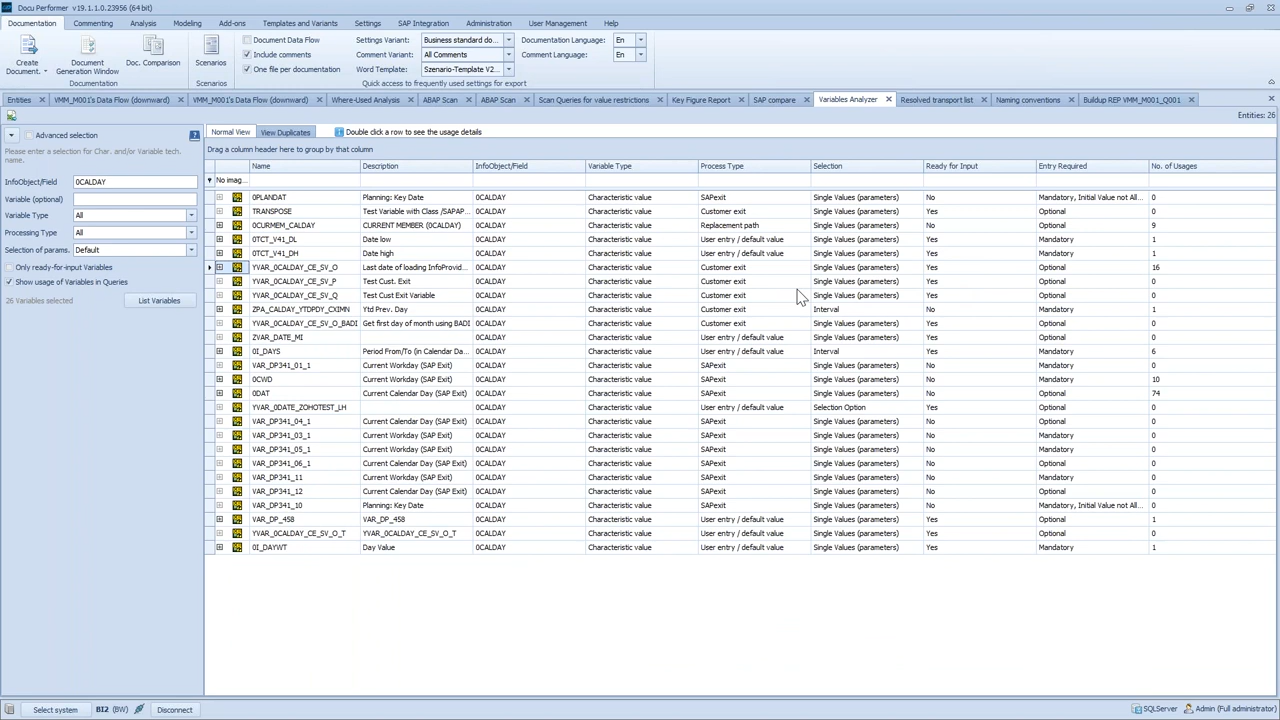 Docu Performer v19.1.1.0.23956 (64 bit)
Documentation Commenting Analysis Modeling Add-ons Templates and Variants Settings SAP Integration Administration User Management Help
Create Document. Document Generation Window Doc. Comparison Scenarios
Document Data Flow Settings Variant: Business standard do... Documentation Language: En
Include comments Comment Variant: All Comments Comment Language: En
One file per documentation Word Template: Szenario-Template V2...
Documentation Scenarios Quick access to frequently used settings for export
Entities VMM_M001's Data Flow (downward) VMM_M001's Data Flow (downward) Where-Used Analysis ABAP Scan ABAP Scan Scan Queries for value restrictions Key Figure Report SAP compare Variables Analyzer Resolved transport list Naming conventions Buildup REP VMM_M001_Q001
Entities: 26
Advanced selection
Please enter a selection for Char. and/or Variable tech. name.
InfoObject/Field 0CALDAY
Variable (optional)
Variable Type All
Processing Type All
Selection of params. Default
Only ready-for-input Variables
Show usage of Variables in Queries
26 Variables selected List Variables
Normal View View Duplicates Double click a row to see the usage details
Drag a column header here to group by that column
Name Description InfoObject/Field Variable Type Process Type Selection Ready for Input Entry Required No. of Usages
No imag...
0PLANDAT Planning: Key Date 0CALDAY Characteristic value SAPexit Single Values (parameters) No Mandatory, Initial Value not All... 0
TRANSPOSE Test Variable with Class /SAPAP... 0CALDAY Characteristic value Customer exit Single Values (parameters) Yes Optional 0
0CURMEM_CALDAY CURRENT MEMBER (0CALDAY) 0CALDAY Characteristic value Replacement path Single Values (parameters) No Optional 9
0TCT_V41_DL Date low 0CALDAY Characteristic value User entry / default value Single Values (parameters) Yes Mandatory 1
0TCT_V41_DH Date high 0CALDAY Characteristic value User entry / default value Single Values (parameters) Yes Mandatory 1
YVAR_0CALDAY_CE_SV_O Last date of loading InfoProvid... 0CALDAY Characteristic value Customer exit Single Values (parameters) Yes Optional 16
YVAR_0CALDAY_CE_SV_P Test Cust. Exit 0CALDAY Characteristic value Customer exit Single Values (parameters) Yes Optional 0
YVAR_0CALDAY_CE_SV_Q Test Cust Exit Variable 0CALDAY Characteristic value Customer exit Single Values (parameters) Yes Optional 0
ZPA_CALDAY_YTDPDY_CXIMN Ytd Prev. Day 0CALDAY Characteristic value Customer exit Interval No Mandatory 1
YVAR_0CALDAY_CE_SV_O_BADI Get first day of month using BADI 0CALDAY Characteristic value Customer exit Single Values (parameters) Yes Optional 0
ZVAR_DATE_MI 0CALDAY Characteristic value User entry / default value Single Values (parameters) Yes Mandatory 0
0I_DAYS Period From/To (in Calendar Da... 0CALDAY Characteristic value User entry / default value Interval Yes Mandatory 6
VAR_DP341_01_1 Current Workday (SAP Exit) 0CALDAY Characteristic value SAPexit Single Values (parameters) No Mandatory 0
0CWD Current Workday (SAP Exit) 0CALDAY Characteristic value SAPexit Single Values (parameters) No Mandatory 10
0DAT Current Calendar Day (SAP Exit) 0CALDAY Characteristic value SAPexit Single Values (parameters) No Optional 74
YVAR_0DATE_ZOHOTEST_LH 0CALDAY Characteristic value User entry / default value Selection Option Yes Optional 0
VAR_DP341_04_1 Current Calendar Day (SAP Exit) 0CALDAY Characteristic value SAPexit Single Values (parameters) No Optional 0
VAR_DP341_03_1 Current Workday (SAP Exit) 0CALDAY Characteristic value SAPexit Single Values (parameters) No Mandatory 0
VAR_DP341_05_1 Current Workday (SAP Exit) 0CALDAY Characteristic value SAPexit Single Values (parameters) No Mandatory 0
VAR_DP341_06_1 Current Calendar Day (SAP Exit) 0CALDAY Characteristic value SAPexit Single Values (parameters) No Optional 0
VAR_DP341_11 Current Workday (SAP Exit) 0CALDAY Characteristic value SAPexit Single Values (parameters) No Mandatory 0
VAR_DP341_12 Current Calendar Day (SAP Exit) 0CALDAY Characteristic value SAPexit Single Values (parameters) No Optional 0
VAR_DP341_10 Planning: Key Date 0CALDAY Characteristic value SAPexit Single Values (parameters) No Mandatory, Initial Value not All... 0
VAR_DP_458 VAR_DP_458 0CALDAY Characteristic value User entry / default value Single Values (parameters) Yes Optional 1
YVAR_0CALDAY_CE_SV_O_T YVAR_0CALDAY_CE_SV_O_T 0CALDAY Characteristic value User entry / default value Single Values (parameters) Yes Optional 0
0I_DAYWT Day Value 0CALDAY Characteristic value User entry / default value Single Values (parameters) Yes Mandatory 1
Select system BI2 (BW) Disconnect SQLServer Admin (Full administrator)